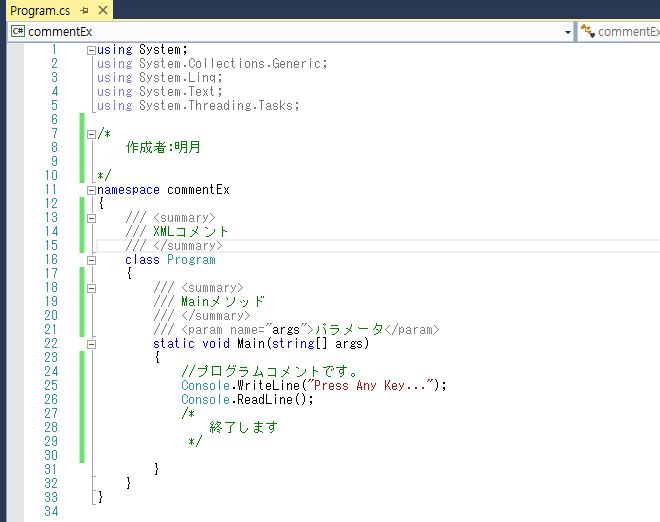 Program.cs
C# commentEx
commentEx
1 using System;
2 using System.Collections.Generic;
3 using System.Linq;
4 using System.Text;
5 using System.Threading.Tasks;
6
7 /*
8 作成者:明月
9
10 */
11 namespace commentEx
12 {
13 /// <summary>
14 /// XMLコメント
15 /// </summary>
16 class Program
17 {
18 /// <summary>
19 /// Mainメソッド
20 /// </summary>
21 /// <param name="args">パラメータ</param>
22 static void Main(string[] args)
23 {
24 //プログラムコメントです。
25 Console.WriteLine("Press Any Key...");
26 Console.ReadLine();
27 /*
28 終了します
29 */
30
31 }
32 }
33 }
34